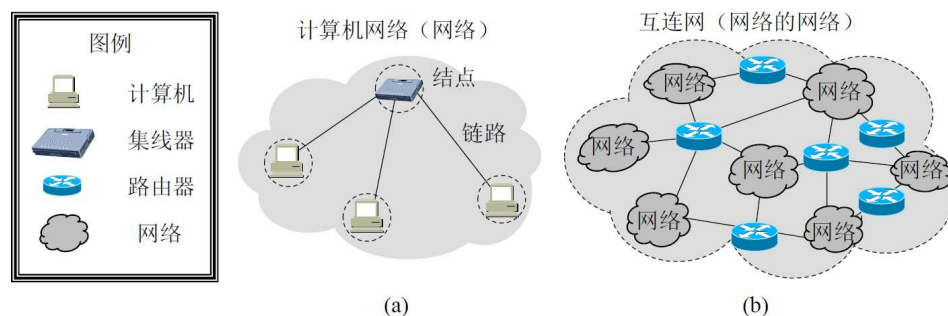 图例
计算机
集线器
路由器
网络
计算机网络（网络）
结点
链路
(a)
互连网（网络的网络）
网络
网络
网络
网络
网络
网络
网络
(b)